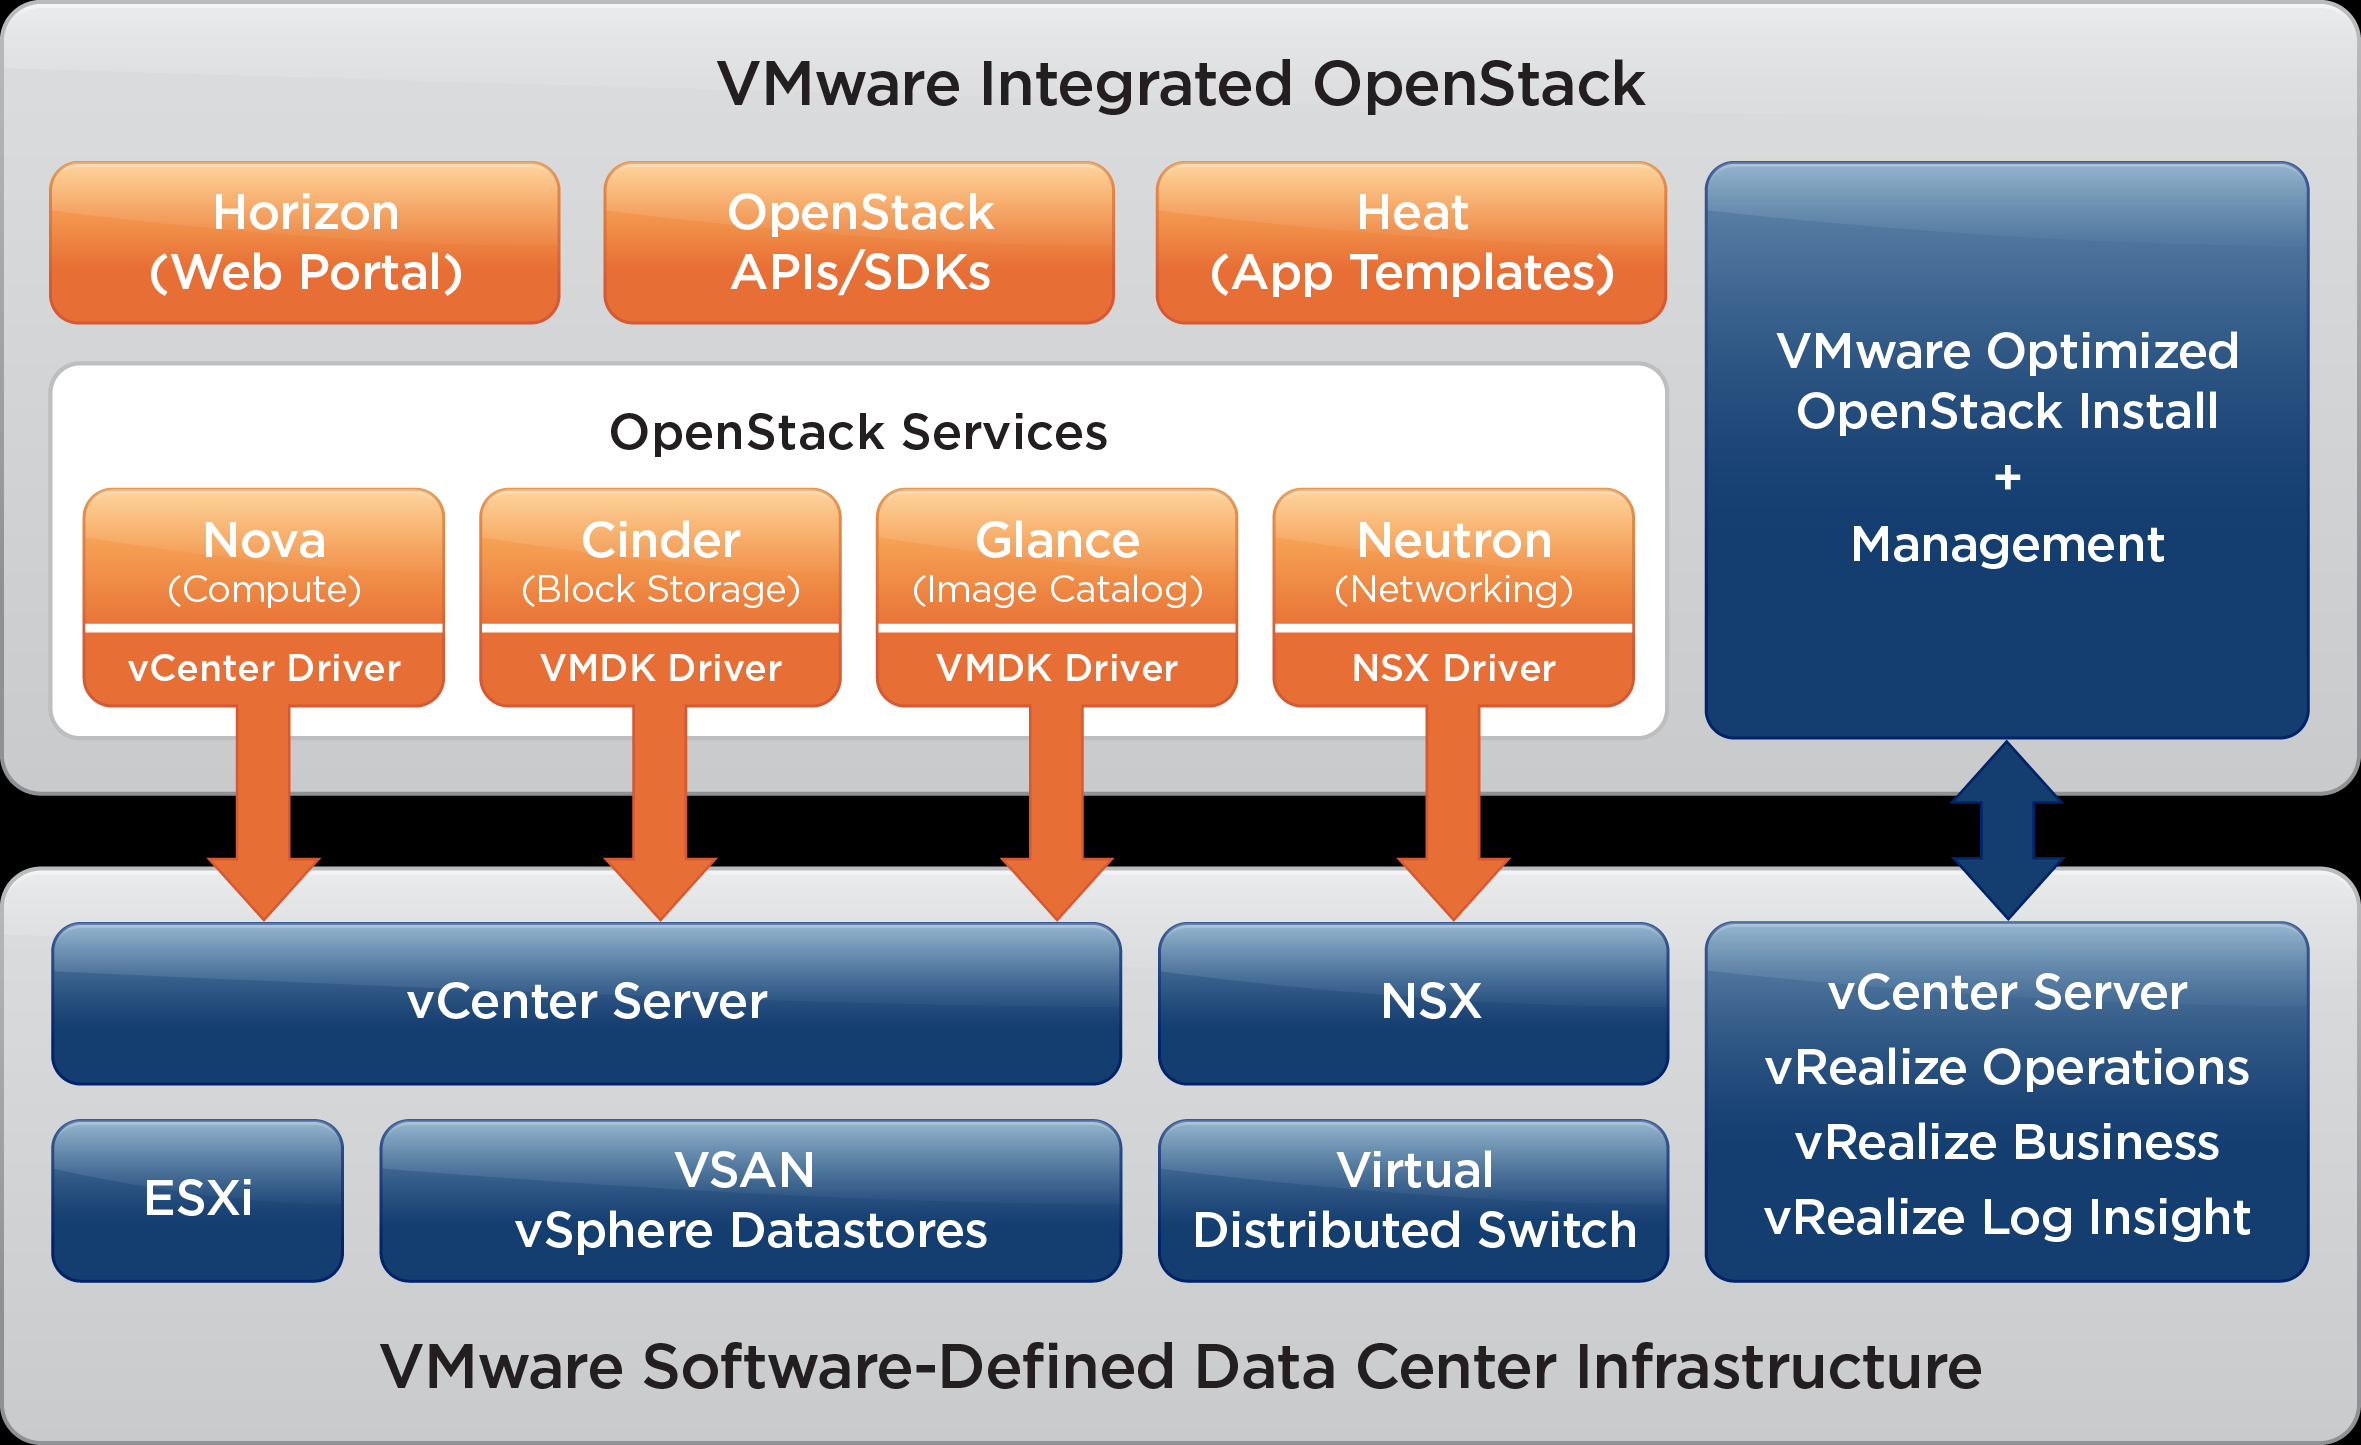 VMware Integrated OpenStack
Horizon
(Web Portal)
OpenStack
APIs/SDKs
Heat
(App Templates)
VMware Optimized
OpenStack Install
+
Management
OpenStack Services
Nova
(Compute)
vCenter Driver
Cinder
(Block Storage)
VMDK Driver
Glance
(Image Catalog)
VMDK Driver
Neutron
(Networking)
NSX Driver
vCenter Server
NSX
ESXi
VSAN
vSphere Datastores
Virtual
Distributed Switch
vCenter Server
vRealize Operations
vRealize Business
vRealize Log Insight
VMware Software-Defined Data Center Infrastructure